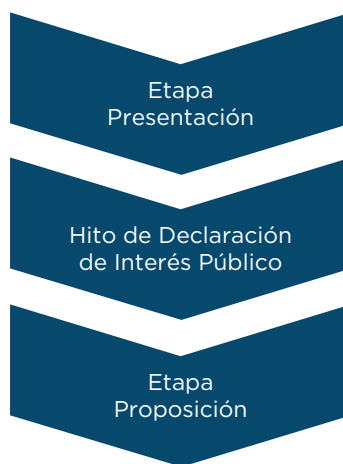 Etapa
Presentación
Hito de Declaración
de Interés Público
Etapa
Proposición